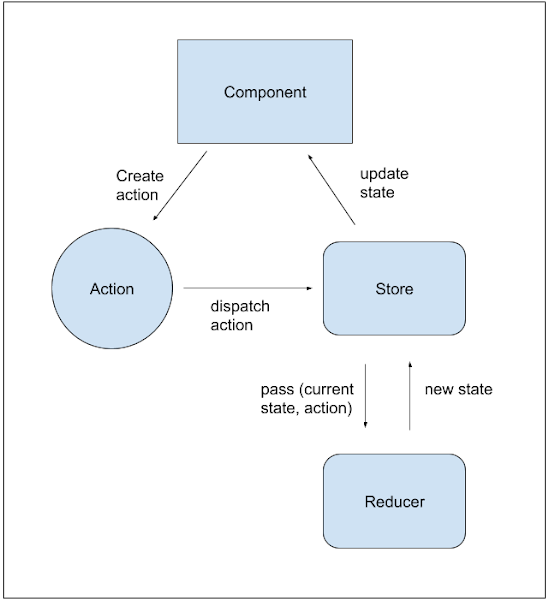 Component
Create
action
update
state
Action
Store
dispatch
action
pass (current
state, action)
new state
Reducer